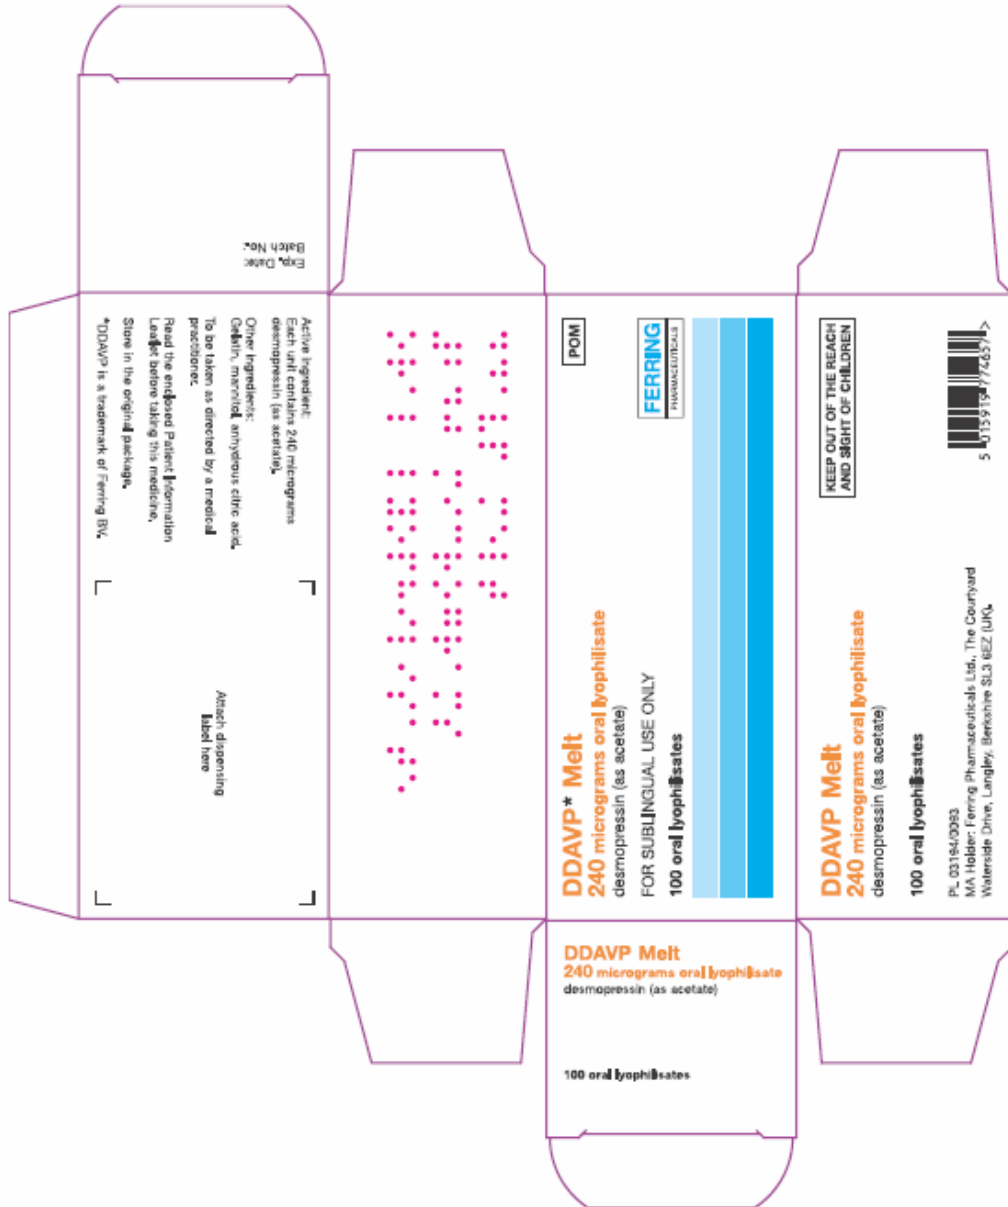 Exp. Date:
Batch No.:
Active Ingredient:
Each unit contains 240 micrograms
desmopressin (as acetate).
Other Ingredients:
Gelatin, mannitol, anhydrous citric acid.
To be taken as directed by a medical
practitioner.
Read the enclosed Patient Information
Leaflet before taking this medicine.
Store in the original package.
*DDAVP is a trademark of Ferring BV.
Attach dispensing
label here
DDAVP* Melt
240 micrograms oral lyophilisate
desmopressin (as acetate)
FOR SUBLINGUAL USE ONLY
100 oral lyophilisates
POM
FERRING
PHARMACEUTICALS
DDAVP Melt
240 micrograms oral lyophilisate
desmopressin (as acetate)
100 oral lyophilisates
KEEP OUT OF THE REACH
AND SIGHT OF CHILDREN
PL 03194/0093
MA Holder: Ferring Pharmaceuticals Ltd., The Courtyard
Waterside Drive, Langley, Berkshire SL3 6EZ (UK).
5 015919 774657 >
DDAVP Melt
240 micrograms oral lyophilisate
desmopressin (as acetate)
100 oral lyophilisates